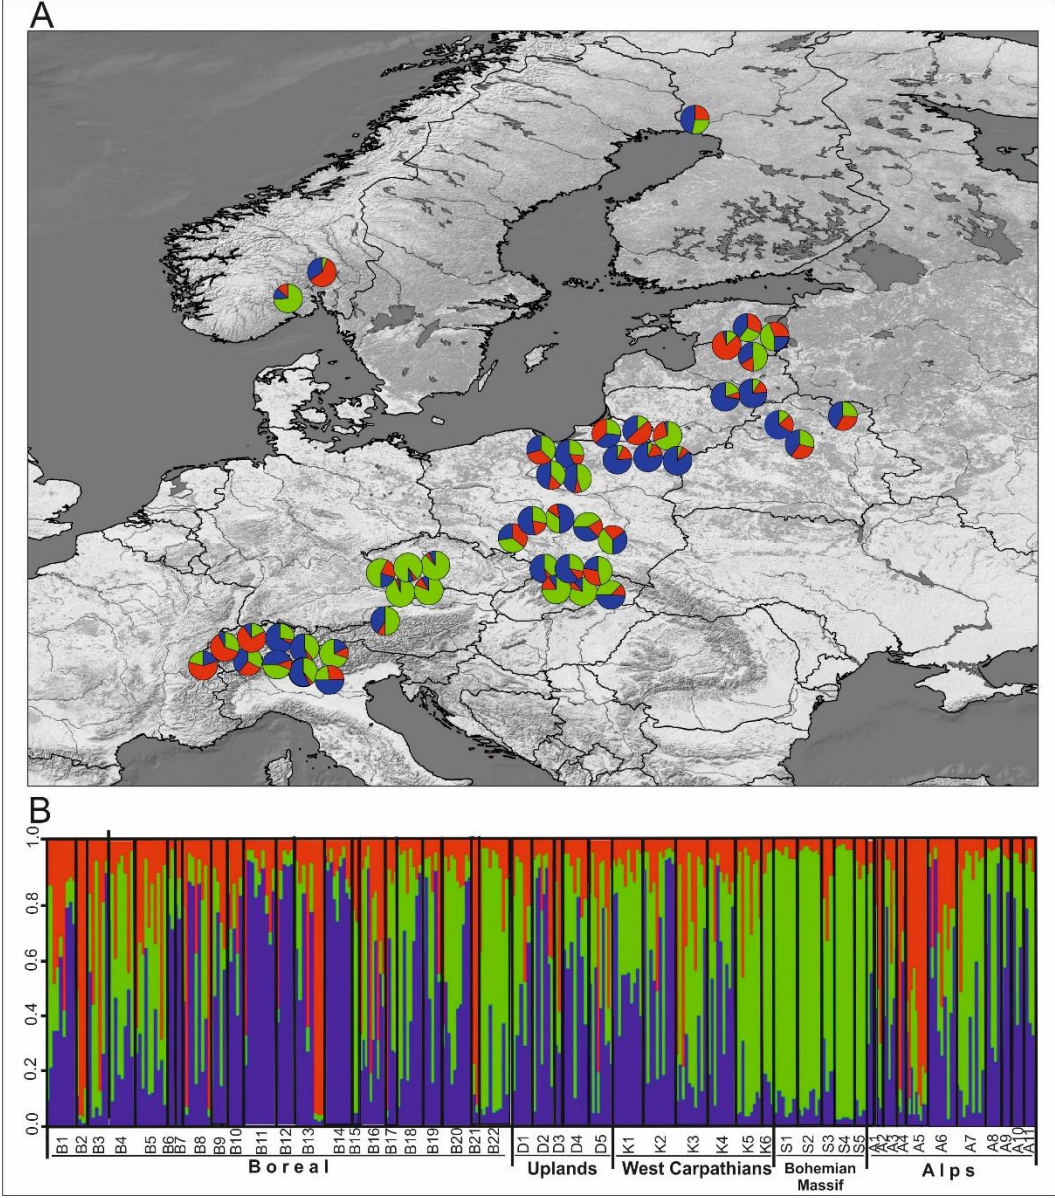 A
B
1.0
0.8
0.6
0.4
0.2
0.0
B1 B2 B3 B4 B5 B6 B7 B8 B9 B10 B11 B12 B13 B14 B15 B16 B17 B18 B19 B20 B21 B22 D1 D2 D3 D4 D5 K1 K2 K3 K4 K5 K6 S1 S2 S3 S4 S5 A1 A2 A3 A4 A5 A6 A7 A8 A9 A10 A11
Boreal Uplands West Carpathians Bohemian Massif Alps